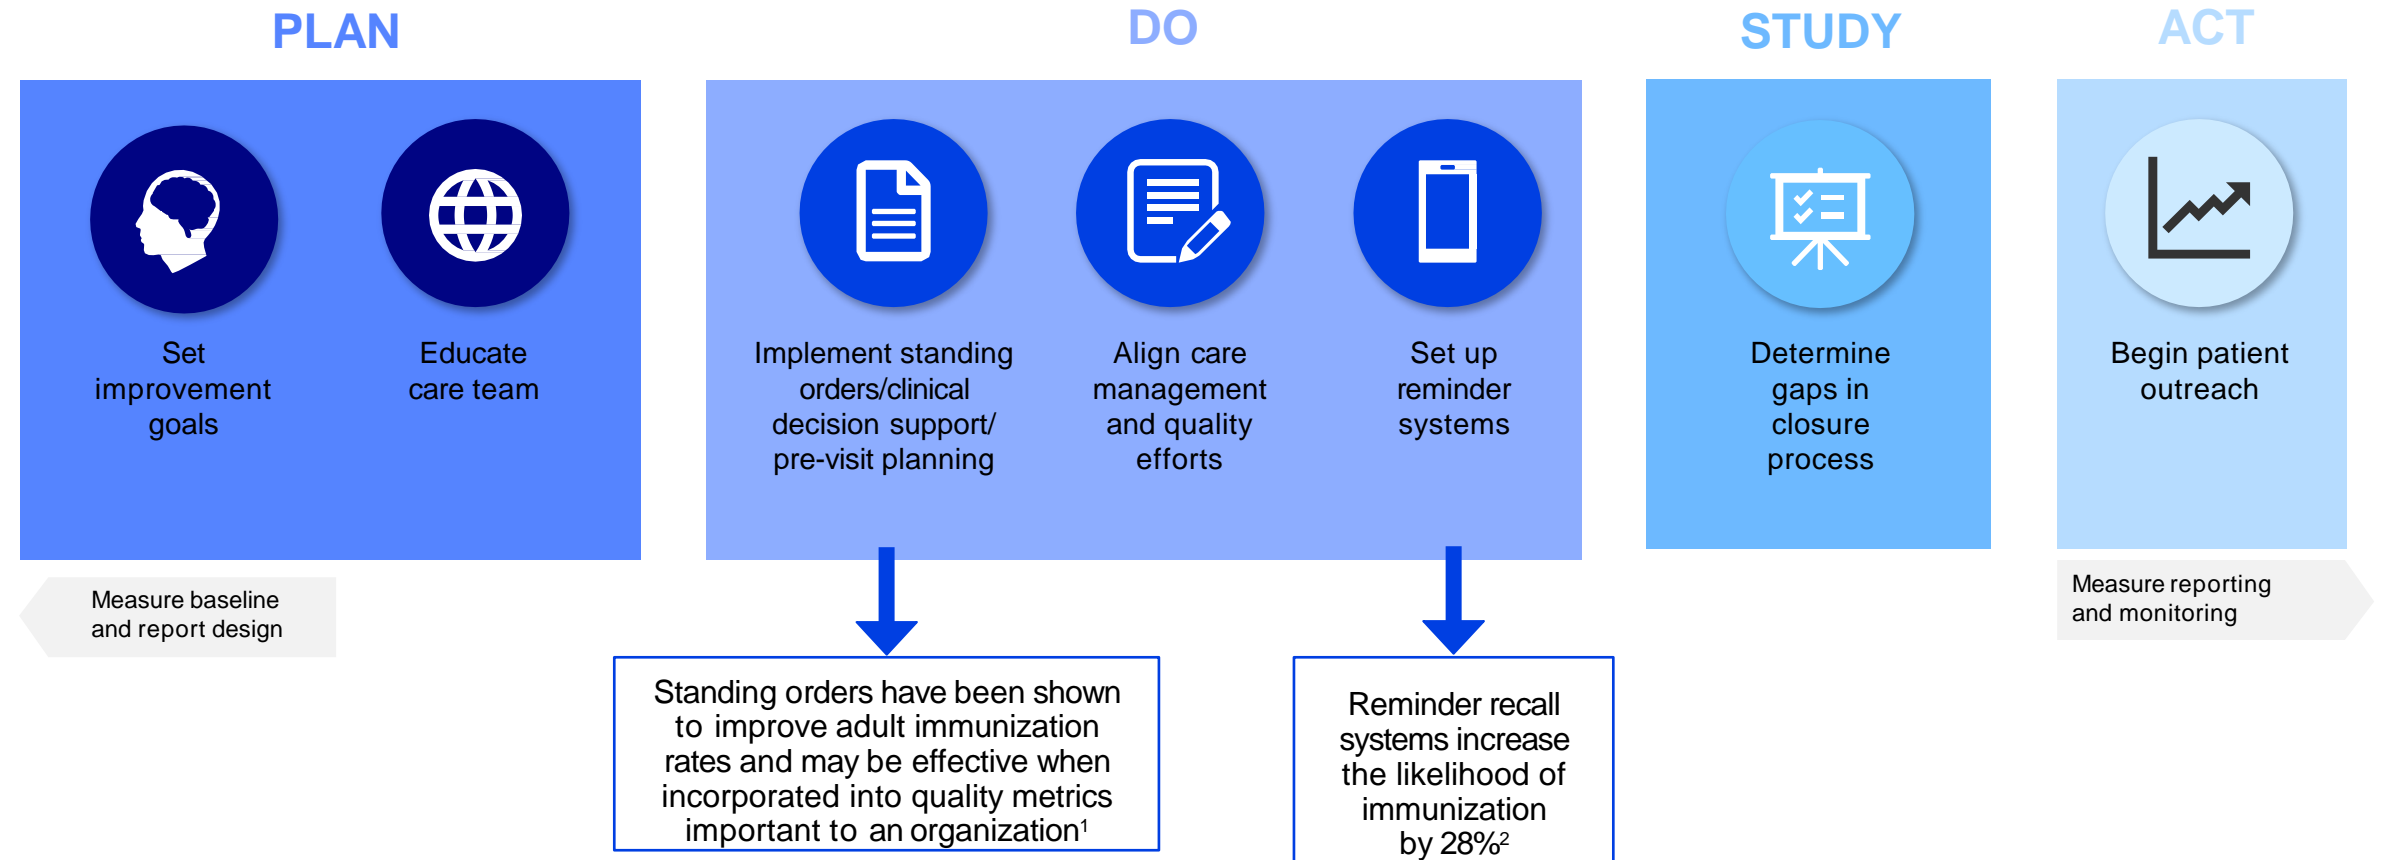 PLAN
DO
STUDY
ACT
Set
improvement
goals
Educate
care team
Implement standing
orders/clinical
decision support/
pre-visit planning
Align care
management
and quality
efforts
Set up
reminder
systems
Determine
gaps in
closure
process
Begin patient
outreach
Measure baseline
and report design
Measure reporting
and monitoring
Standing orders have been shown
to improve adult immunization
rates and may be effective when
incorporated into quality metrics
important to an organization¹
Reminder recall
systems increase
the likelihood of
immunization
by 28%²